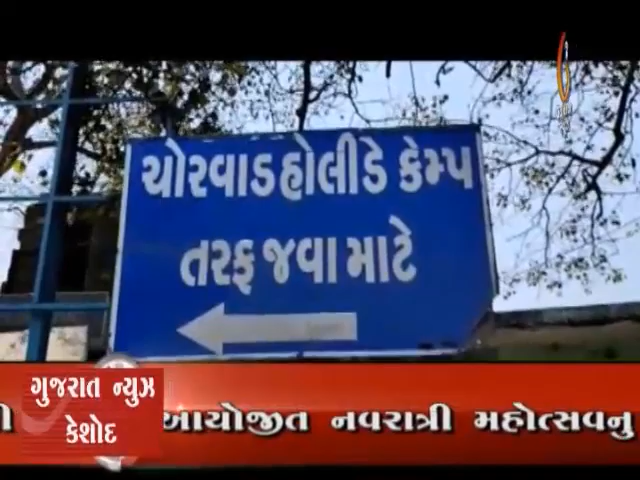 ચોરવાડ હોલીડે કેમ્પ
તરફ જવા માટે
ગુજરાત ન્યુઝ
કેશોદ
આયોજીત નવરાત્રી મહોત્સવનુ